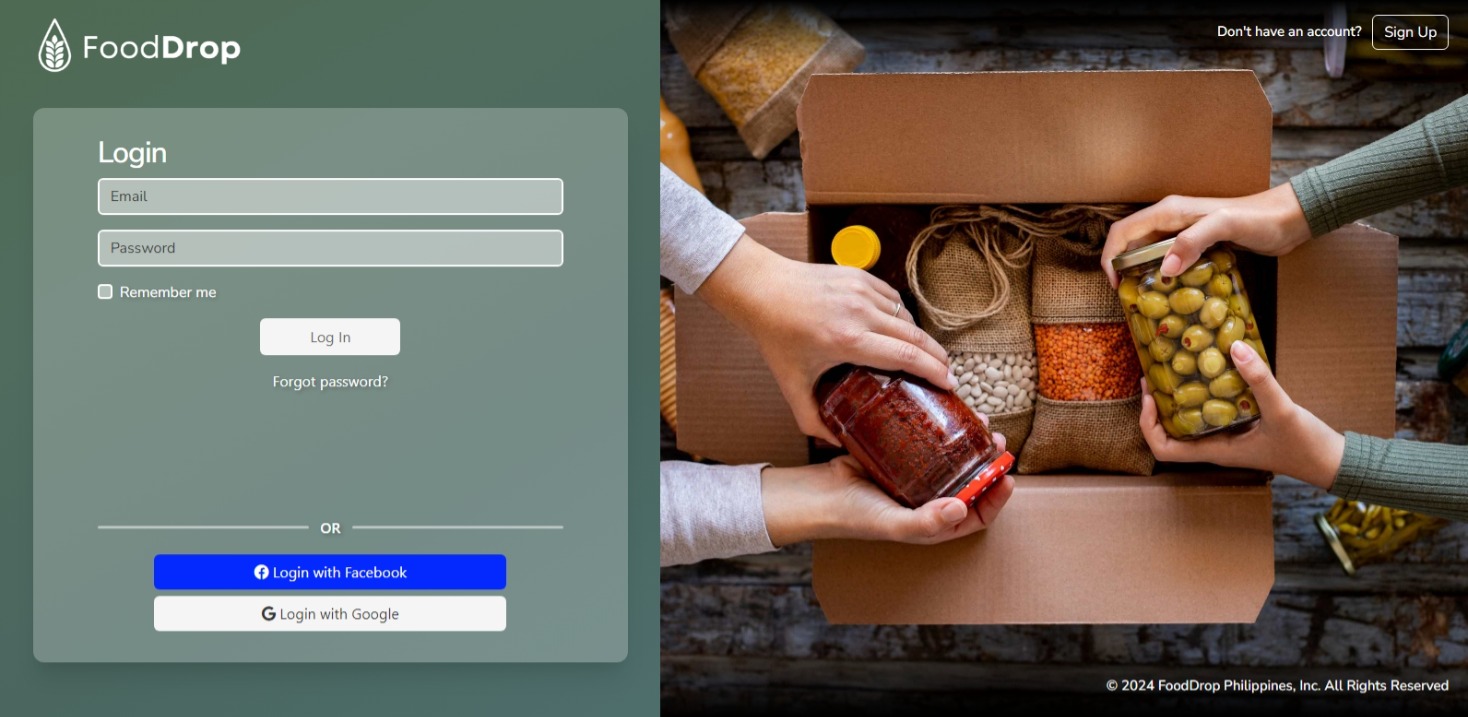 FoodDrop
Don't have an account? Sign Up
Login
Email
Password
Remember me
Log In
Forgot password?
OR
Login with Facebook
Login with Google
© 2024 FoodDrop Philippines, Inc. All Rights Reserved